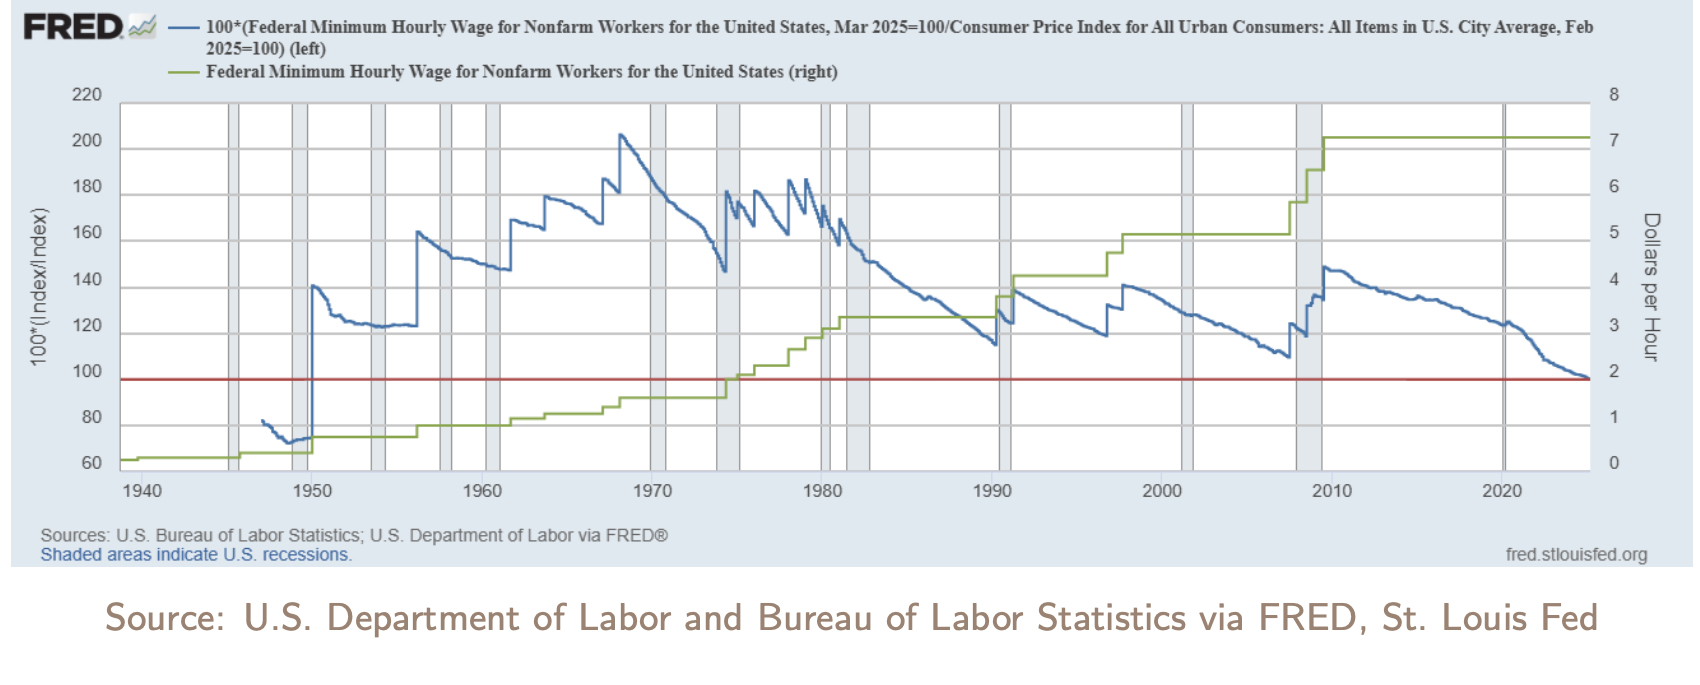 FRED
100*(Federal Minimum Hourly Wage for Nonfarm Workers for the United States, Mar 2025=100/Consumer Price Index for All Urban Consumers: All Items in U.S. City Average, Feb
2025=100) (left)
Federal Minimum Hourly Wage for Nonfarm Workers for the United States (right)
220
200
180
160
140
120
100
80
60
100*(Index/Index)
8
7
6
5
4
3
2
1
0
Dollars per Hour
1940 1950 1960 1970 1980 1990 2000 2010 2020
Sources: U.S. Bureau of Labor Statistics; U.S. Department of Labor via FRED®
Shaded areas indicate U.S. recessions.
fred.stlouisfed.org
Source: U.S. Department of Labor and Bureau of Labor Statistics via FRED, St. Louis Fed